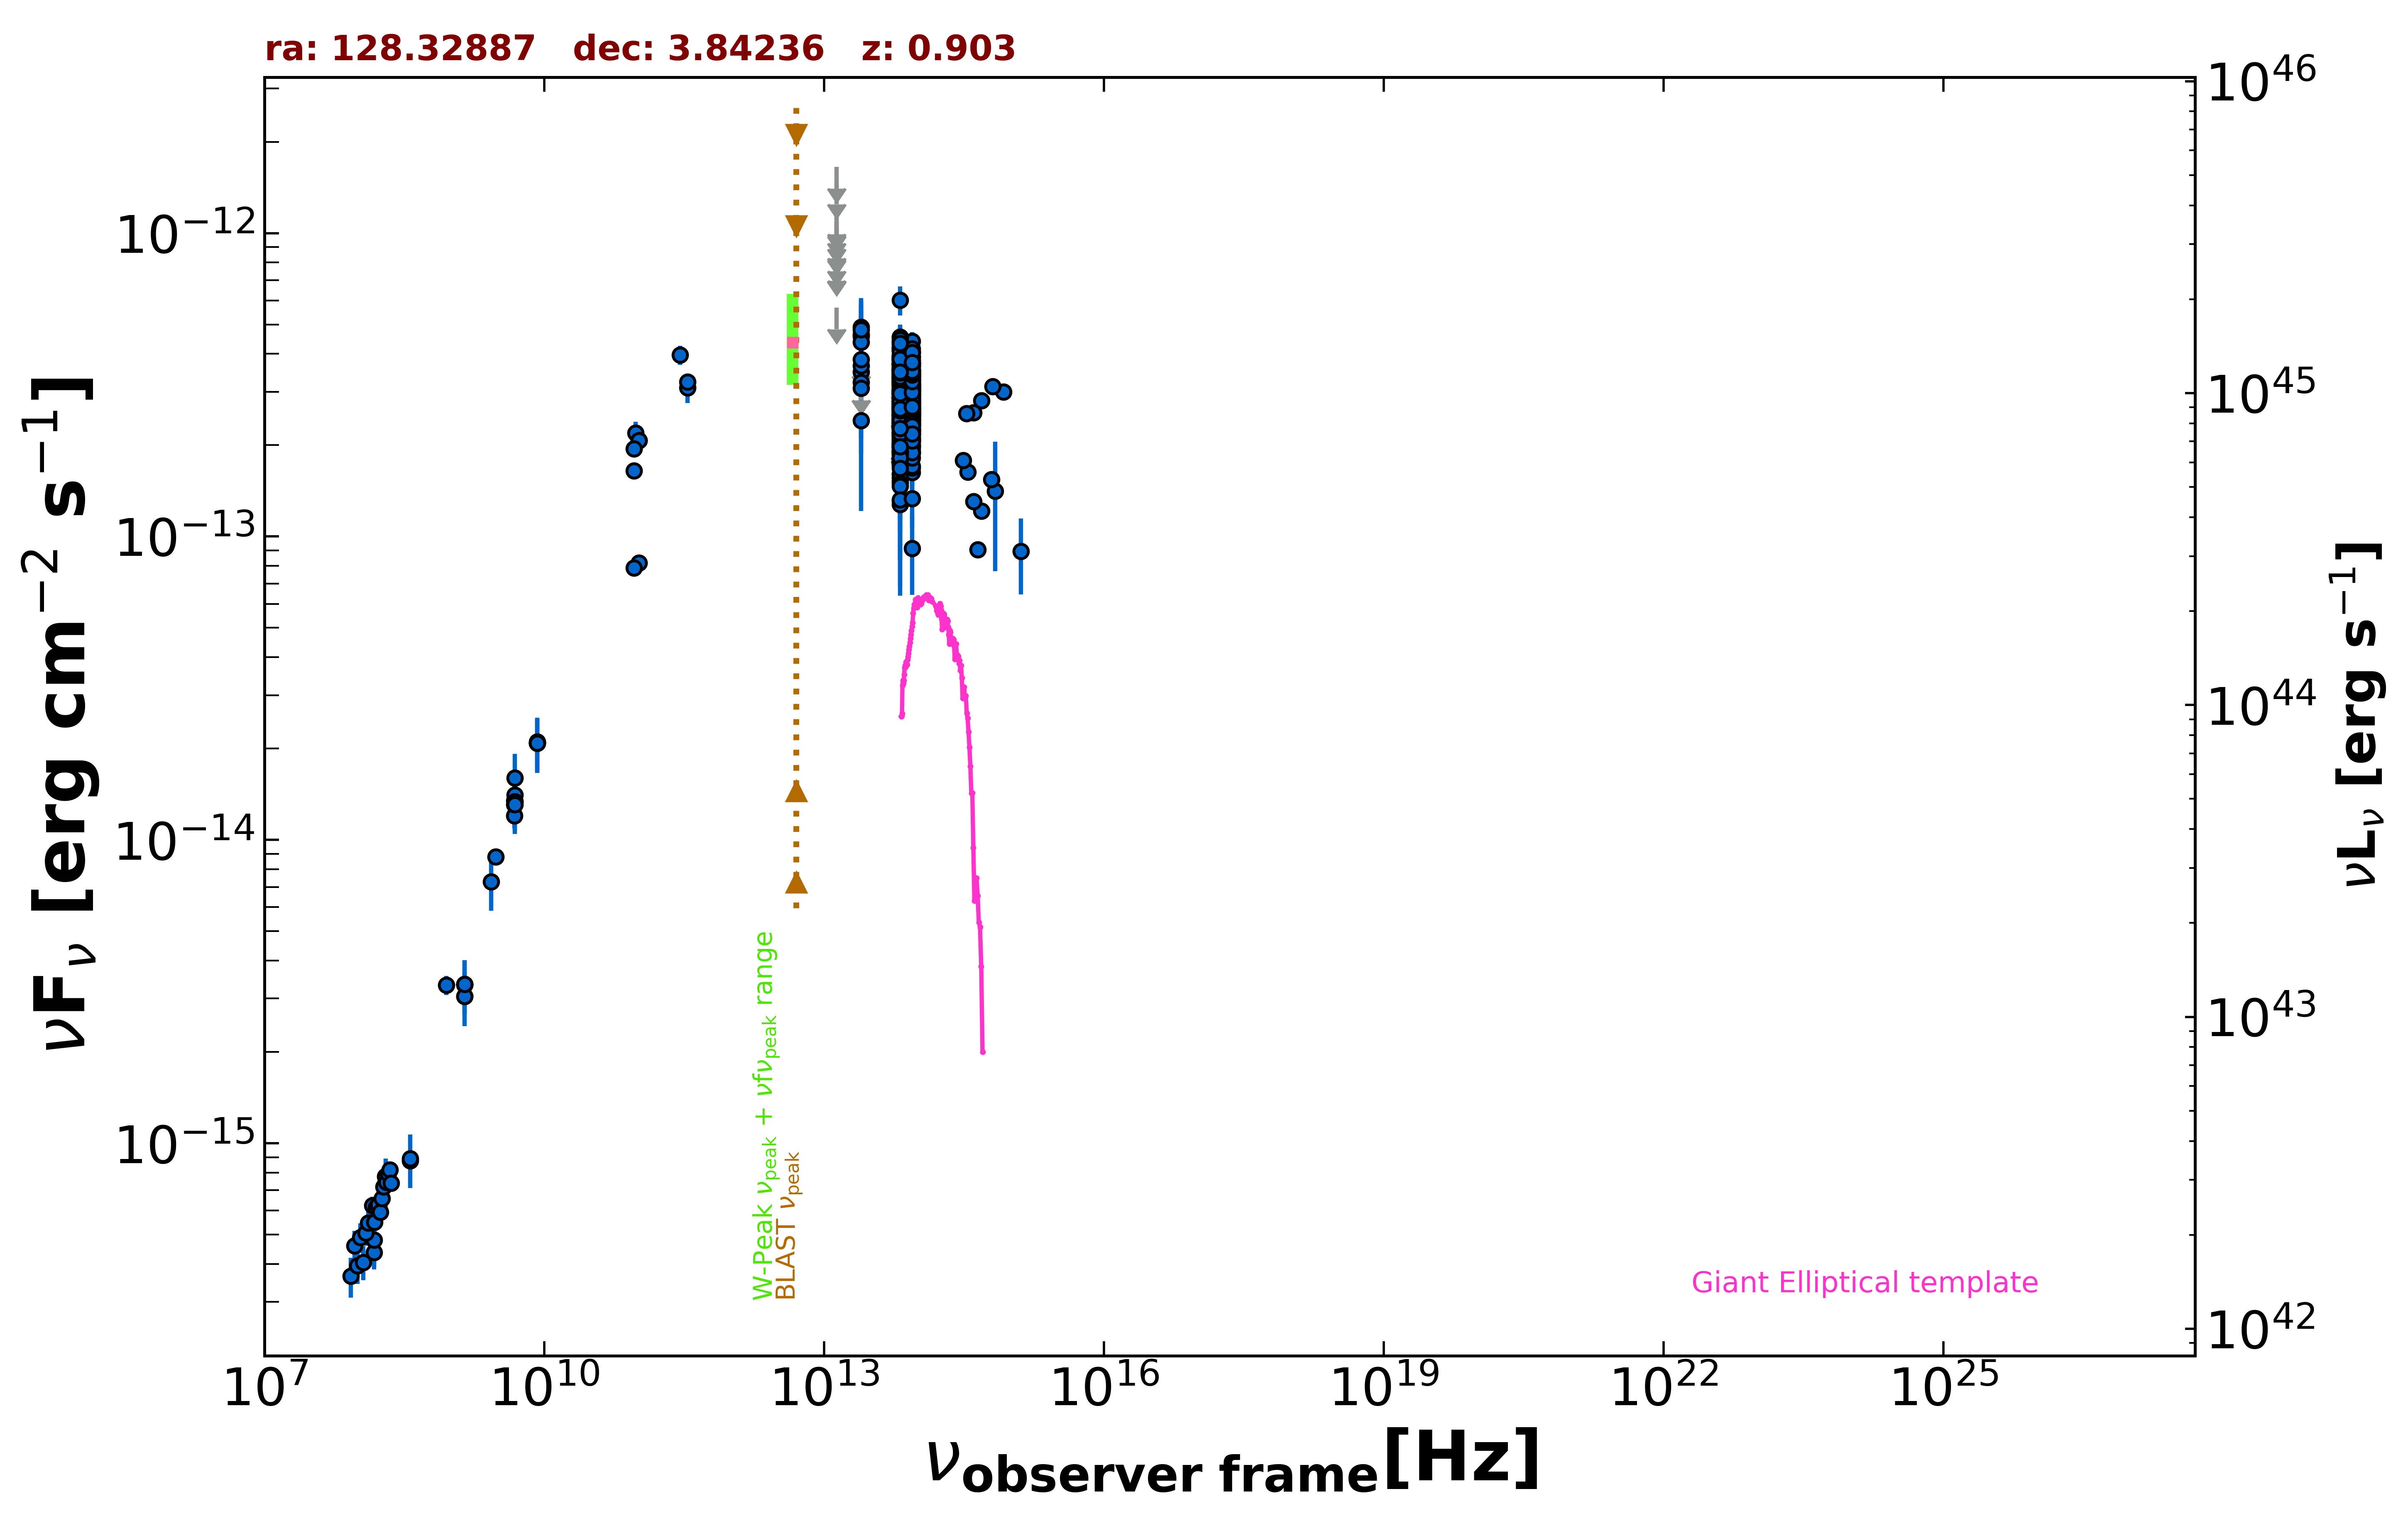 ra: 128.32887 dec: 3.84236 z: 0.903
10^46
10^−12
10^45
10^−13
10^44
10^−14
10^43
10^−15
10^42
νF_ν [erg cm^−2 s^−1]
νL_ν [erg s^−1]
W-Peak ν_peak + νfν_peak range
BLAST ν_peak
Giant Elliptical template
10^7 10^10 10^13 10^16 10^19 10^22 10^25
ν_observer frame [Hz]